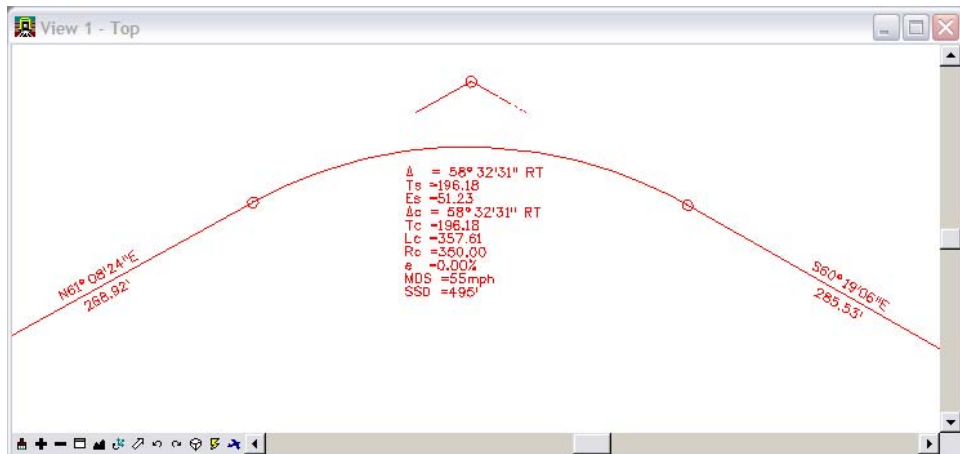 View 1 - Top
Δ = 58° 32'31" RT
Ts =196.18
Es =51.23
Δc = 58° 32'31" RT
Tc =196.18
Lc =357.61
Rc =350.00
e =0.00%
MDS =55mph
SSD =495'
N61° 08'24"E
268.92'
S60° 19'06"E
285.53'